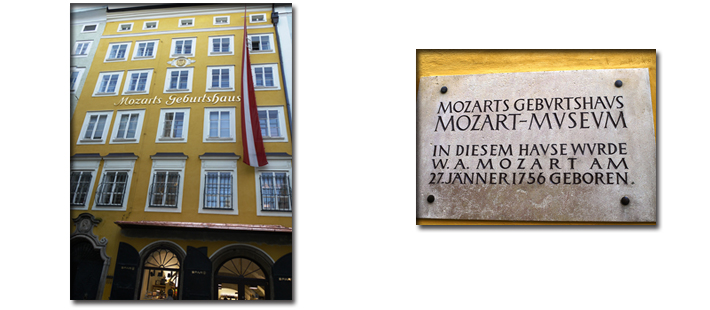 Mozarts Geburtshaus
MOZARTS GEBVRTSHAVS
MOZART-MVSEVM
IN DIESEM HAVSE WVRDE
W. A. MOZART AM
27. JÄNNER 1756 GEBOREN.